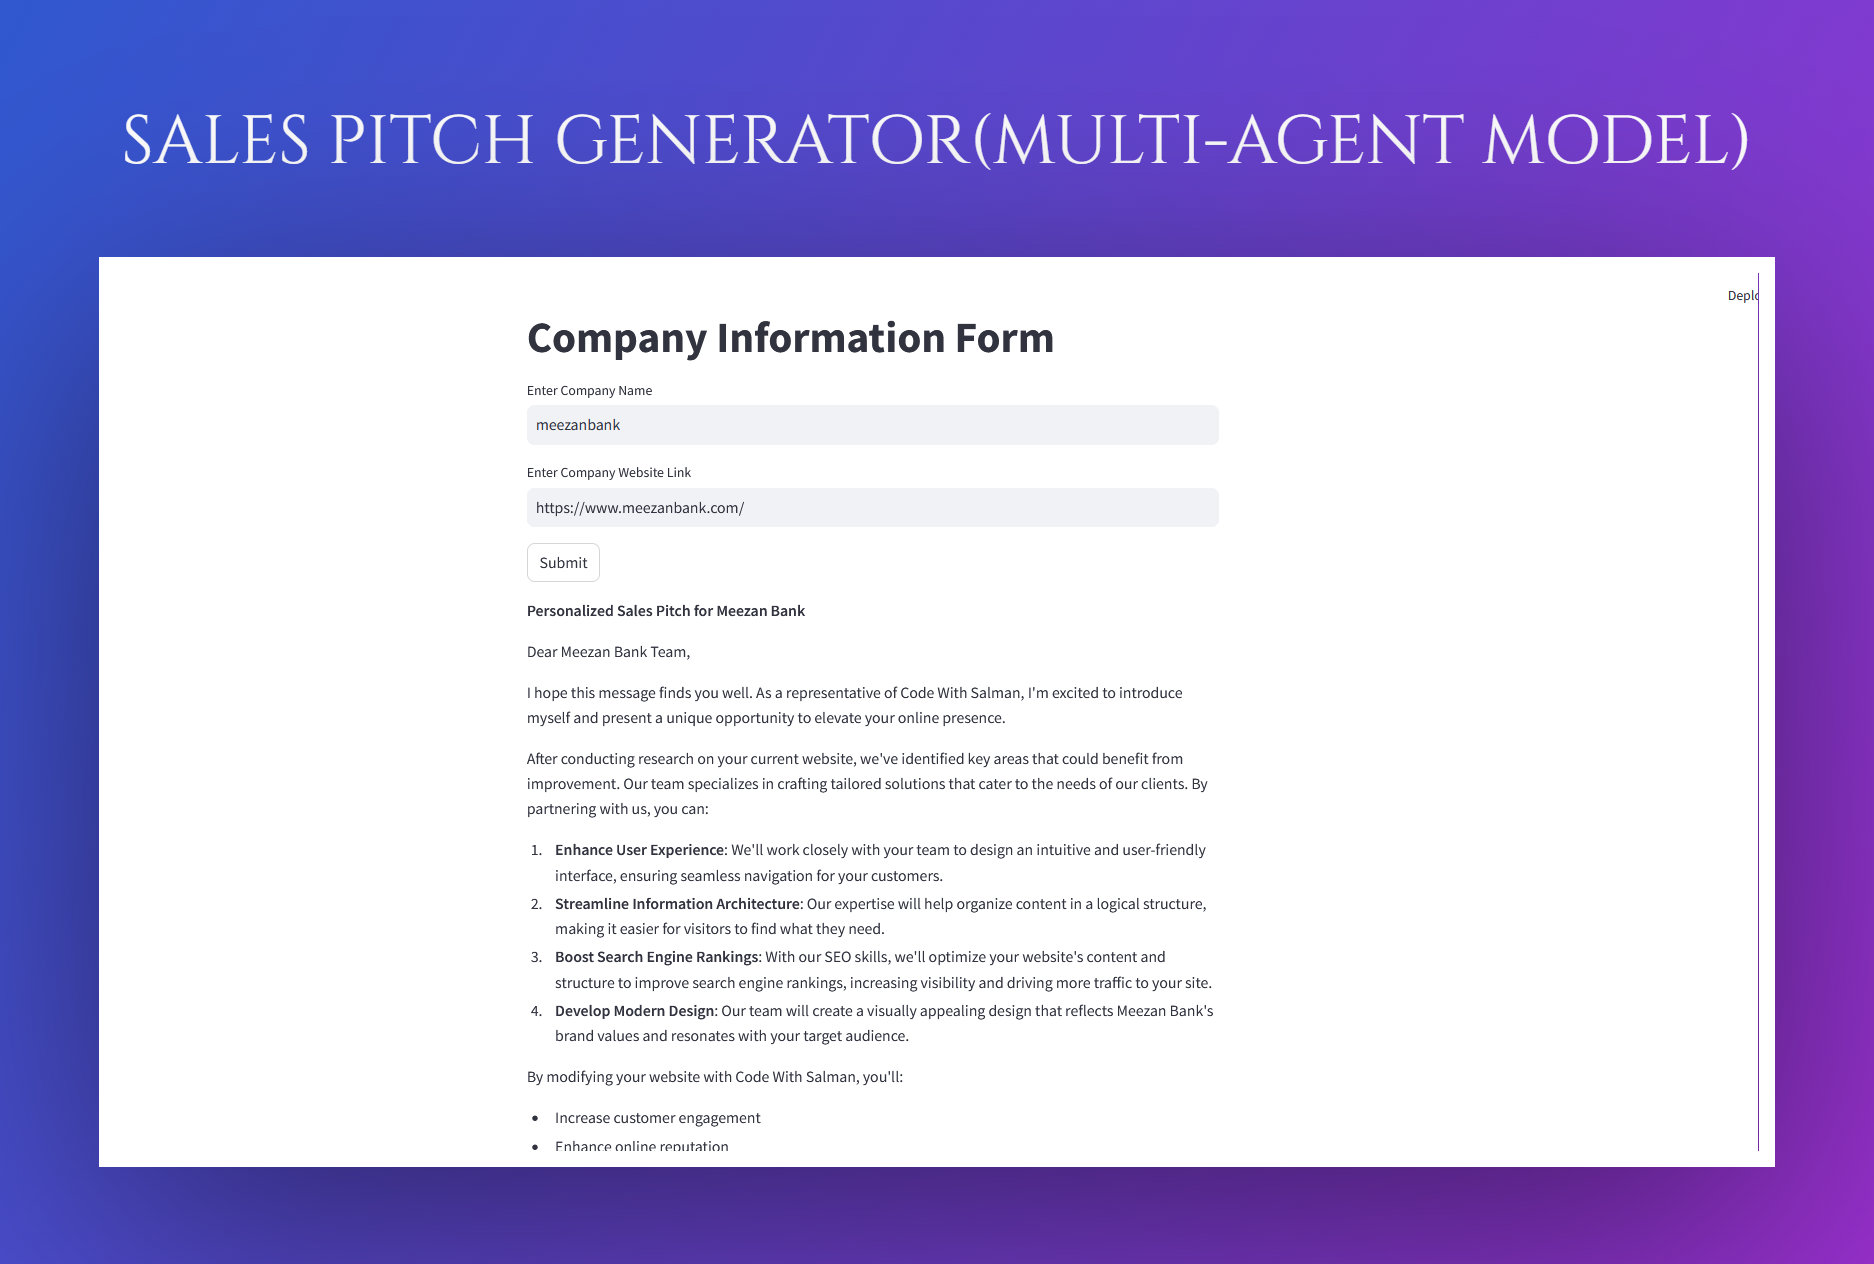 SALES PITCH GENERATOR(MULTI-AGENT MODEL)
Company Information Form
Enter Company Name
meezanbank
Enter Company Website Link
https://www.meezanbank.com/
Submit
Personalized Sales Pitch for Meezan Bank
Dear Meezan Bank Team,
I hope this message finds you well. As a representative of Code With Salman, I'm excited to introduce
myself and present a unique opportunity to elevate your online presence.
After conducting research on your current website, we've identified key areas that could benefit from
improvement. Our team specializes in crafting tailored solutions that cater to the needs of our clients. By
partnering with us, you can:
1. Enhance User Experience: We'll work closely with your team to design an intuitive and user-friendly
interface, ensuring seamless navigation for your customers.
2. Streamline Information Architecture: Our expertise will help organize content in a logical structure,
making it easier for visitors to find what they need.
3. Boost Search Engine Rankings: With our SEO skills, we'll optimize your website's content and
structure to improve search engine rankings, increasing visibility and driving more traffic to your site.
4. Develop Modern Design: Our team will create a visually appealing design that reflects Meezan Bank's
brand values and resonates with your target audience.
By modifying your website with Code With Salman, you'll:
• Increase customer engagement
• Enhance online reputation